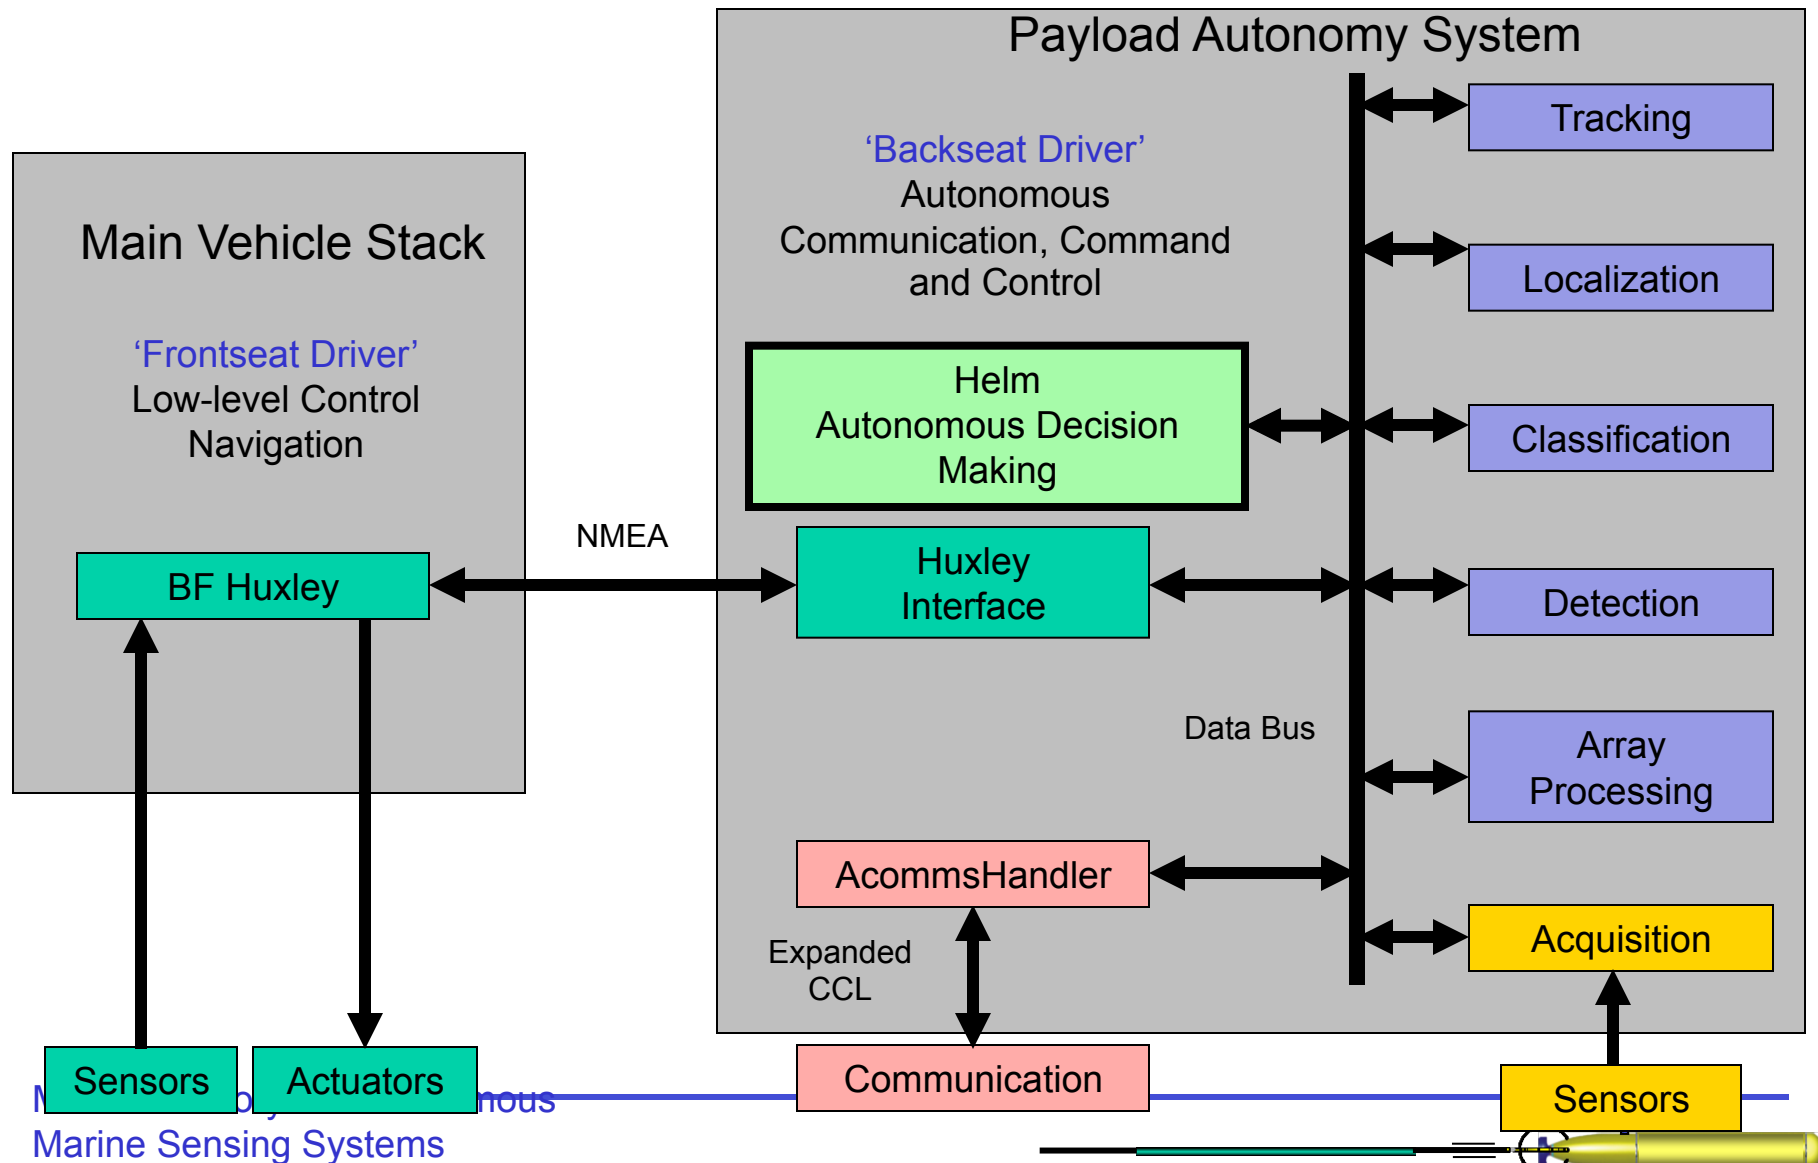 Payload Autonomy System
Main Vehicle Stack
‘Frontseat Driver’
Low-level Control
Navigation
BF Huxley
NMEA
‘Backseat Driver’
Autonomous
Communication, Command
and Control
Helm
Autonomous Decision
Making
Huxley
Interface
Data Bus
AcommsHandler
Expanded
CCL
Tracking
Localization
Classification
Detection
Array
Processing
Acquisition
Sensors
Actuators
Communication
Sensors
Marine Sensing Systems